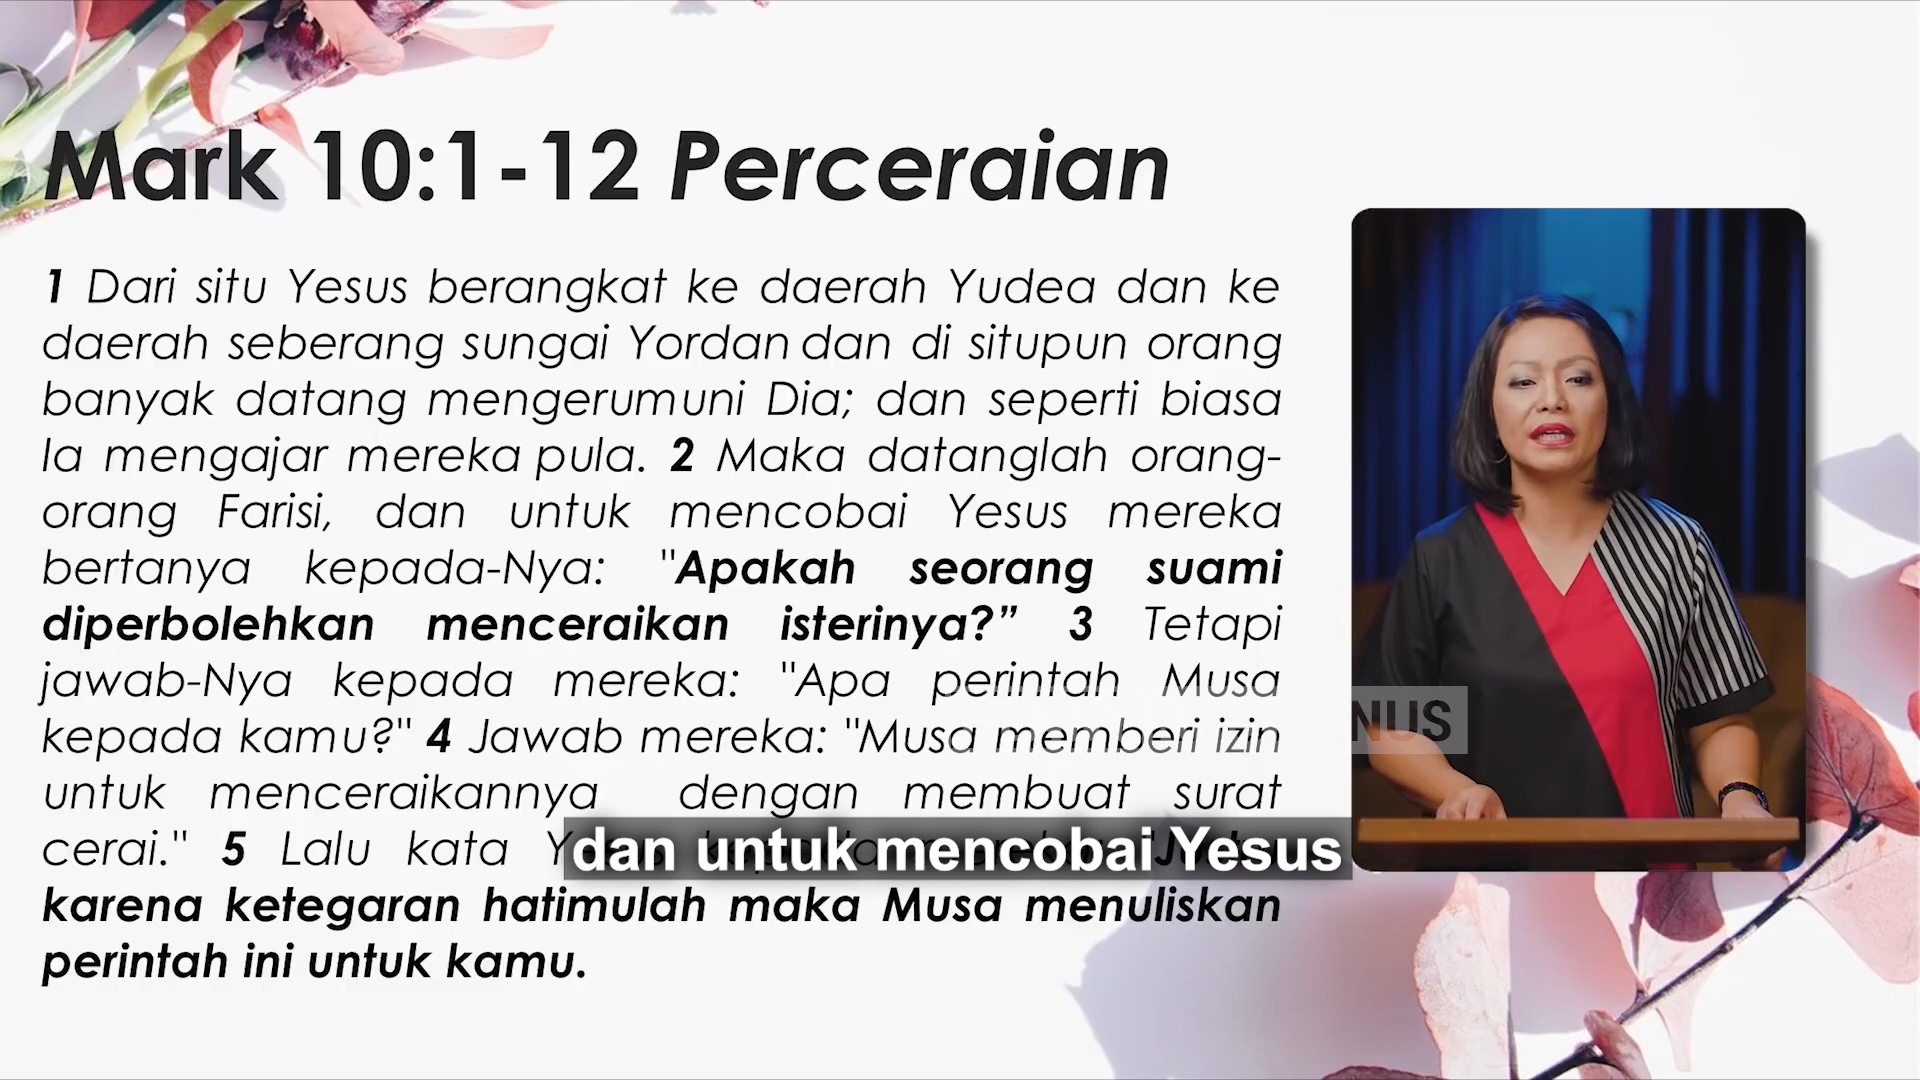 Mark 10:1-12 Perceraian
1 Dari situ Yesus berangkat ke daerah Yudea dan ke
daerah seberang sungai Yordan dan di situpun orang
banyak datang mengerumuni Dia; dan seperti biasa
Ia mengajar mereka pula. 2 Maka datanglah orang-
orang Farisi, dan untuk mencobai Yesus mereka
bertanya kepada-Nya: "Apakah seorang suami
diperbolehkan menceraikan isterinya?” 3 Tetapi
jawab-Nya kepada mereka: "Apa perintah Musa
kepada kamu?" 4 Jawab mereka: "Musa memberi izin
untuk menceraikannya dengan membuat surat
cerai." 5 Lalu kata
karena ketegaran hatimulah maka Musa menuliskan
perintah ini untuk kamu.
NUS
dan untuk mencobai Yesus